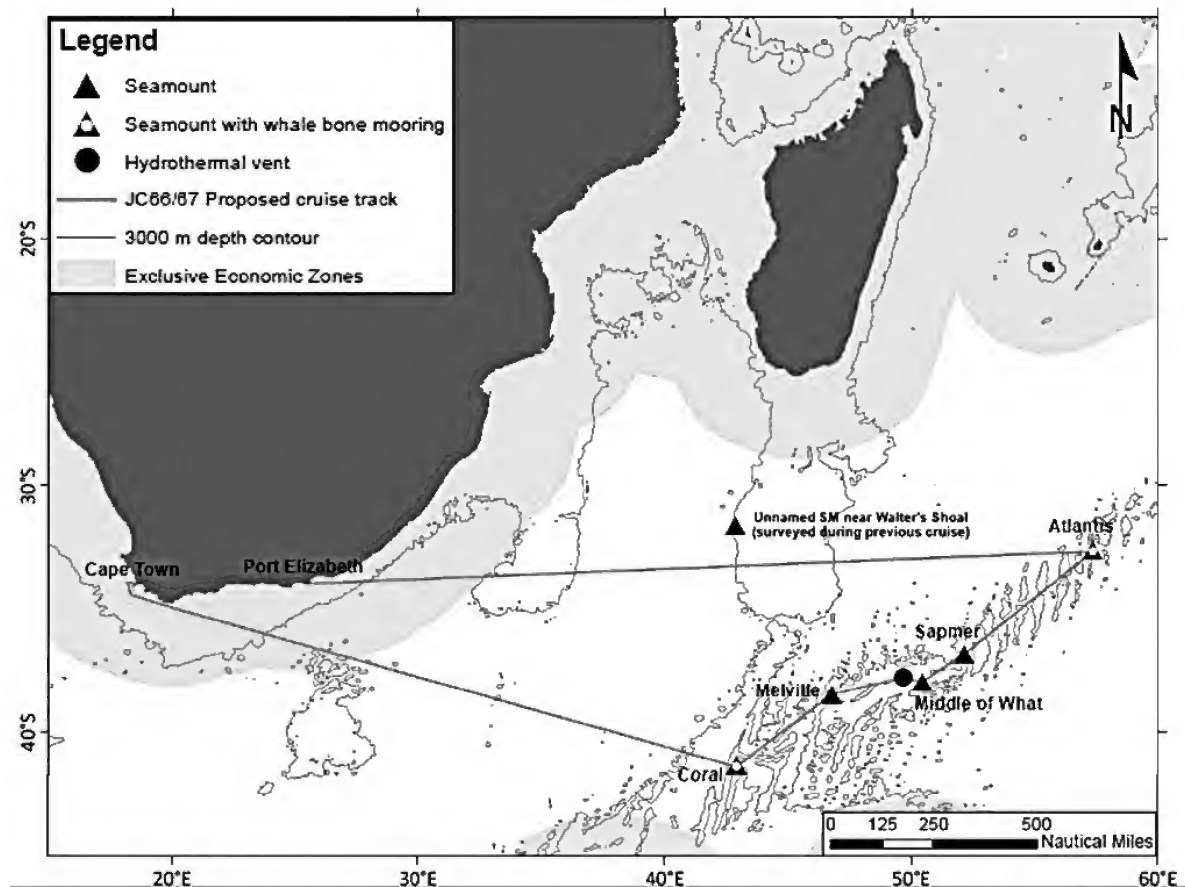 Legend
Seamount
Seamount with whale bone mooring
Hydrothermal vent
JC66/67 Proposed cruise track
3000 m depth contour
Exclusive Economic Zones
N
20°S
30°S
Unnamed SM near Walter's Shoal
(surveyed during previous cruise)
Atlantis
Cape Town
Port Elizabeth
Sapmer
Melville
Middle of What
40°S
Coral
0 125 250 500
Nautical Miles
20°E 30°E 40°E 50°E 60°E